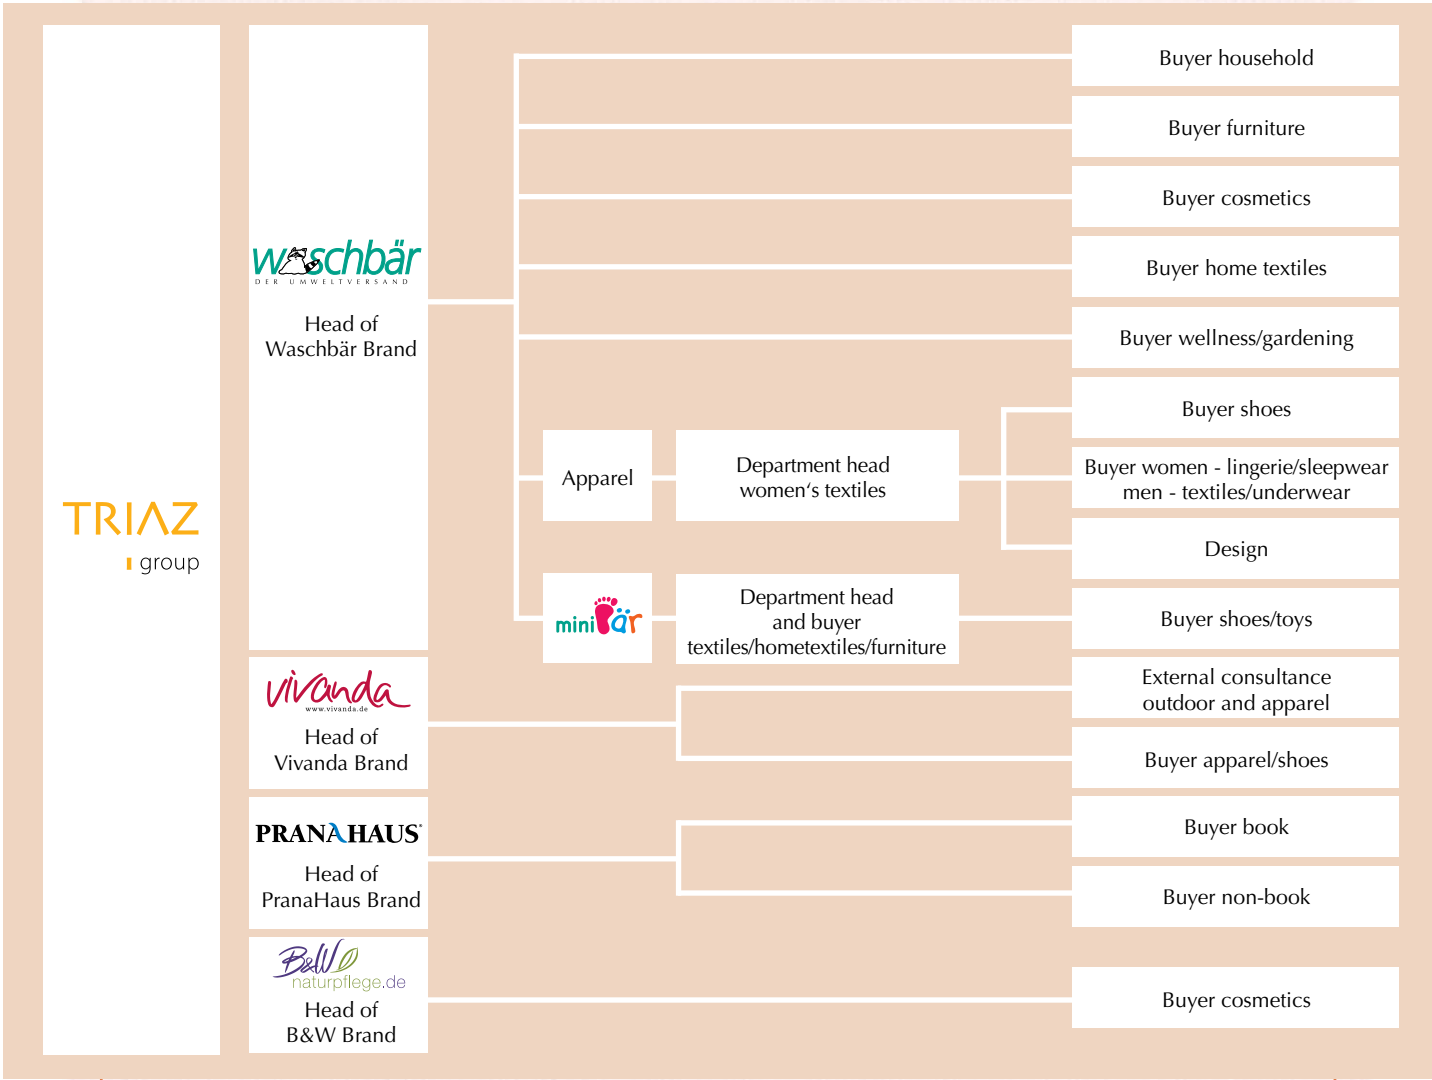 TRIAZ
group
waschbär
DER UMWELTVERSAND
Head of
Waschbär Brand
Buyer household
Buyer furniture
Buyer cosmetics
Buyer home textiles
Buyer wellness/gardening
Apparel
Department head
women‘s textiles
Buyer shoes
Buyer women - lingerie/sleepwear
men - textiles/underwear
Design
minibär
Department head
and buyer
textiles/hometextiles/furniture
Buyer shoes/toys
vivanda
www.vivanda.de
Head of
Vivanda Brand
External consultance
outdoor and apparel
Buyer apparel/shoes
PRANAHAUS®
Head of
PranaHaus Brand
Buyer book
Buyer non-book
B&W
naturpflege.de
Head of
B&W Brand
Buyer cosmetics